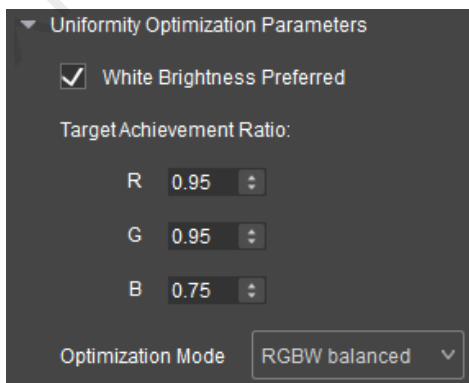 Uniformity Optimization Parameters
White Brightness Preferred
Target Achievement Ratio:
R 0.95
G 0.95
B 0.75
Optimization Mode RGBW balanced